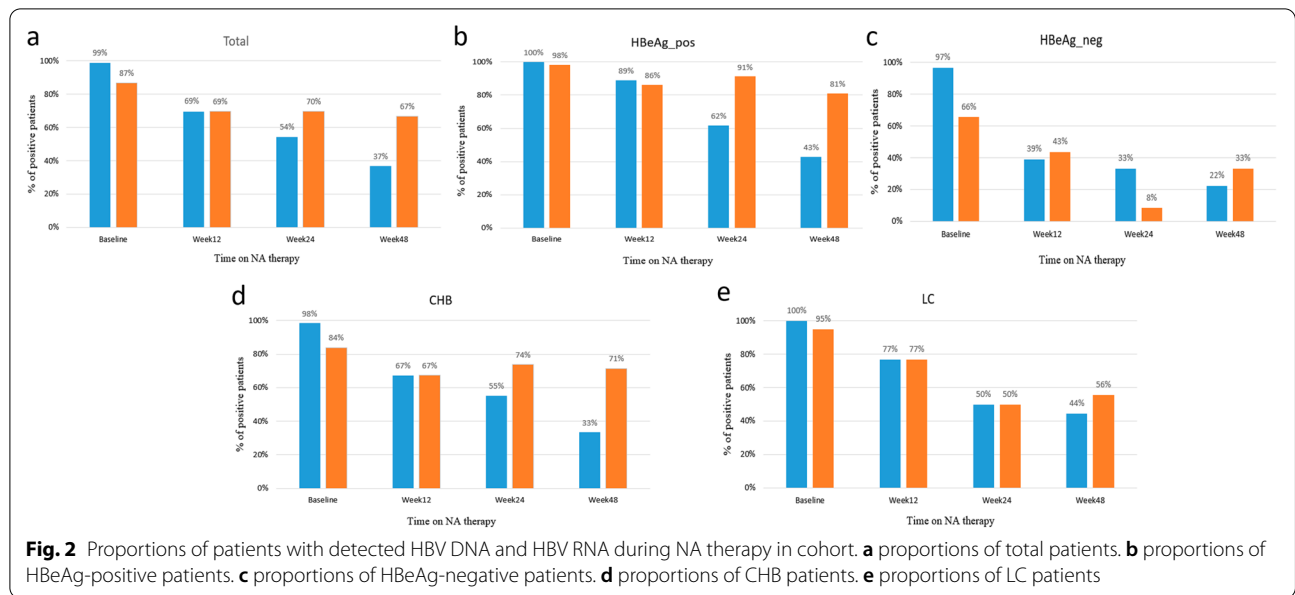 a
Total
% of positive patients
100%
80%
60%
40%
20%
0%
99%
87%
69%
69%
54%
70%
37%
67%
Baseline
Week12
Week24
Week48
Time on NA therapy
b
HBeAg_pos
% of positive patients
100%
80%
60%
40%
20%
0%
100%
98%
89%
86%
62%
91%
43%
81%
Baseline
Week12
Week24
Week48
Time on NA therapy
c
HBeAg_neg
% of positive patients
100%
80%
60%
40%
20%
0%
97%
66%
39%
43%
33%
8%
22%
33%
Baseline
Week12
Week24
Week48
Time on NA therapy
d
CHB
% of positive patients
100%
80%
60%
40%
20%
0%
98%
84%
67%
67%
55%
74%
33%
71%
Baseline
Week12
Week24
Week48
Time on NA therapy
e
LC
% of positive patients
100%
80%
60%
40%
20%
0%
100%
95%
77%
77%
50%
50%
44%
56%
Baseline
Week12
Week24
Week48
Time on NA therapy
Fig. 2 Proportions of patients with detected HBV DNA and HBV RNA during NA therapy in cohort. a proportions of total patients. b proportions of
HBeAg-positive patients. c proportions of HBeAg-negative patients. d proportions of CHB patients. e proportions of LC patients